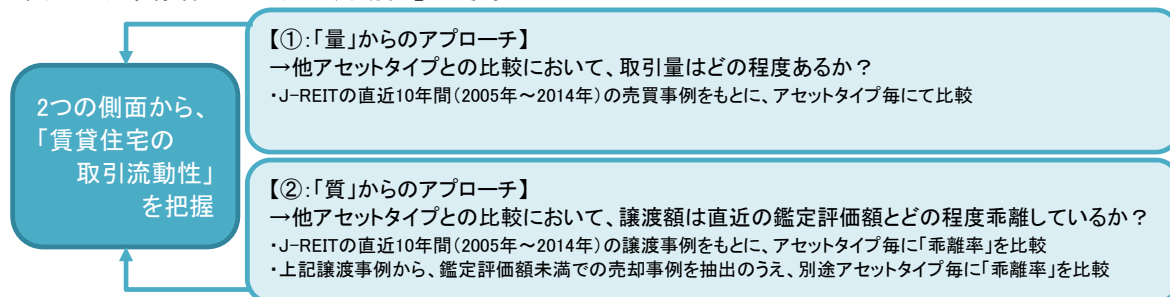 2つの側面から、
「賃貸住宅の
取引流動性」
を把握
【①:「量」からのアプローチ】
→他アセットタイプとの比較において、取引量はどの程度あるか?
・J-REITの直近10年間(2005年~2014年)の売買事例をもとに、アセットタイプ毎にて比較
【②:「質」からのアプローチ】
→他アセットタイプとの比較において、譲渡額は直近の鑑定評価額とどの程度乖離しているか?
・J-REITの直近10年間(2005年~2014年)の譲渡事例をもとに、アセットタイプ毎に「乖離率」を比較
・上記譲渡事例から、鑑定評価額未満での売却事例を抽出のうえ、別途アセットタイプ毎に「乖離率」を比較